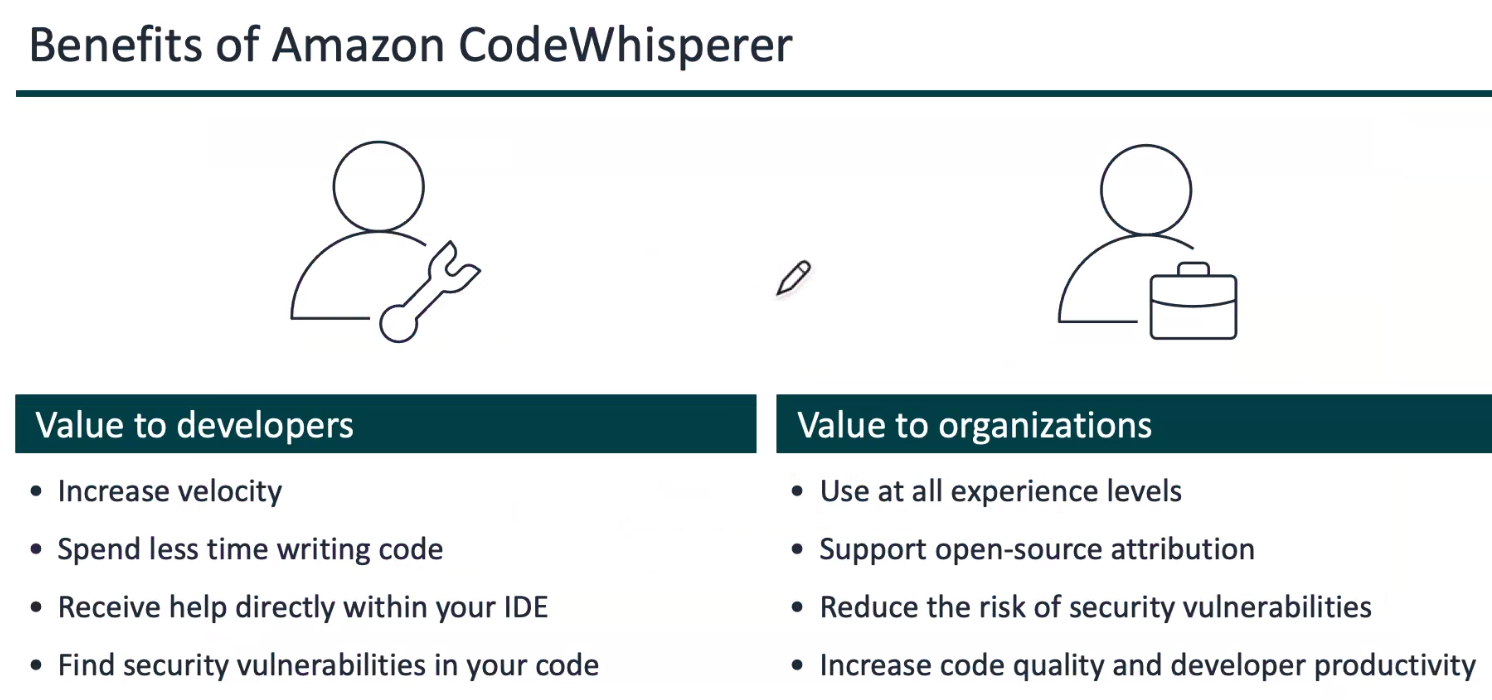 Benefits of Amazon CodeWhisperer
Value to developers
• Increase velocity
• Spend less time writing code
• Receive help directly within your IDE
• Find security vulnerabilities in your code
Value to organizations
• Use at all experience levels
• Support open-source attribution
• Reduce the risk of security vulnerabilities
• Increase code quality and developer productivity